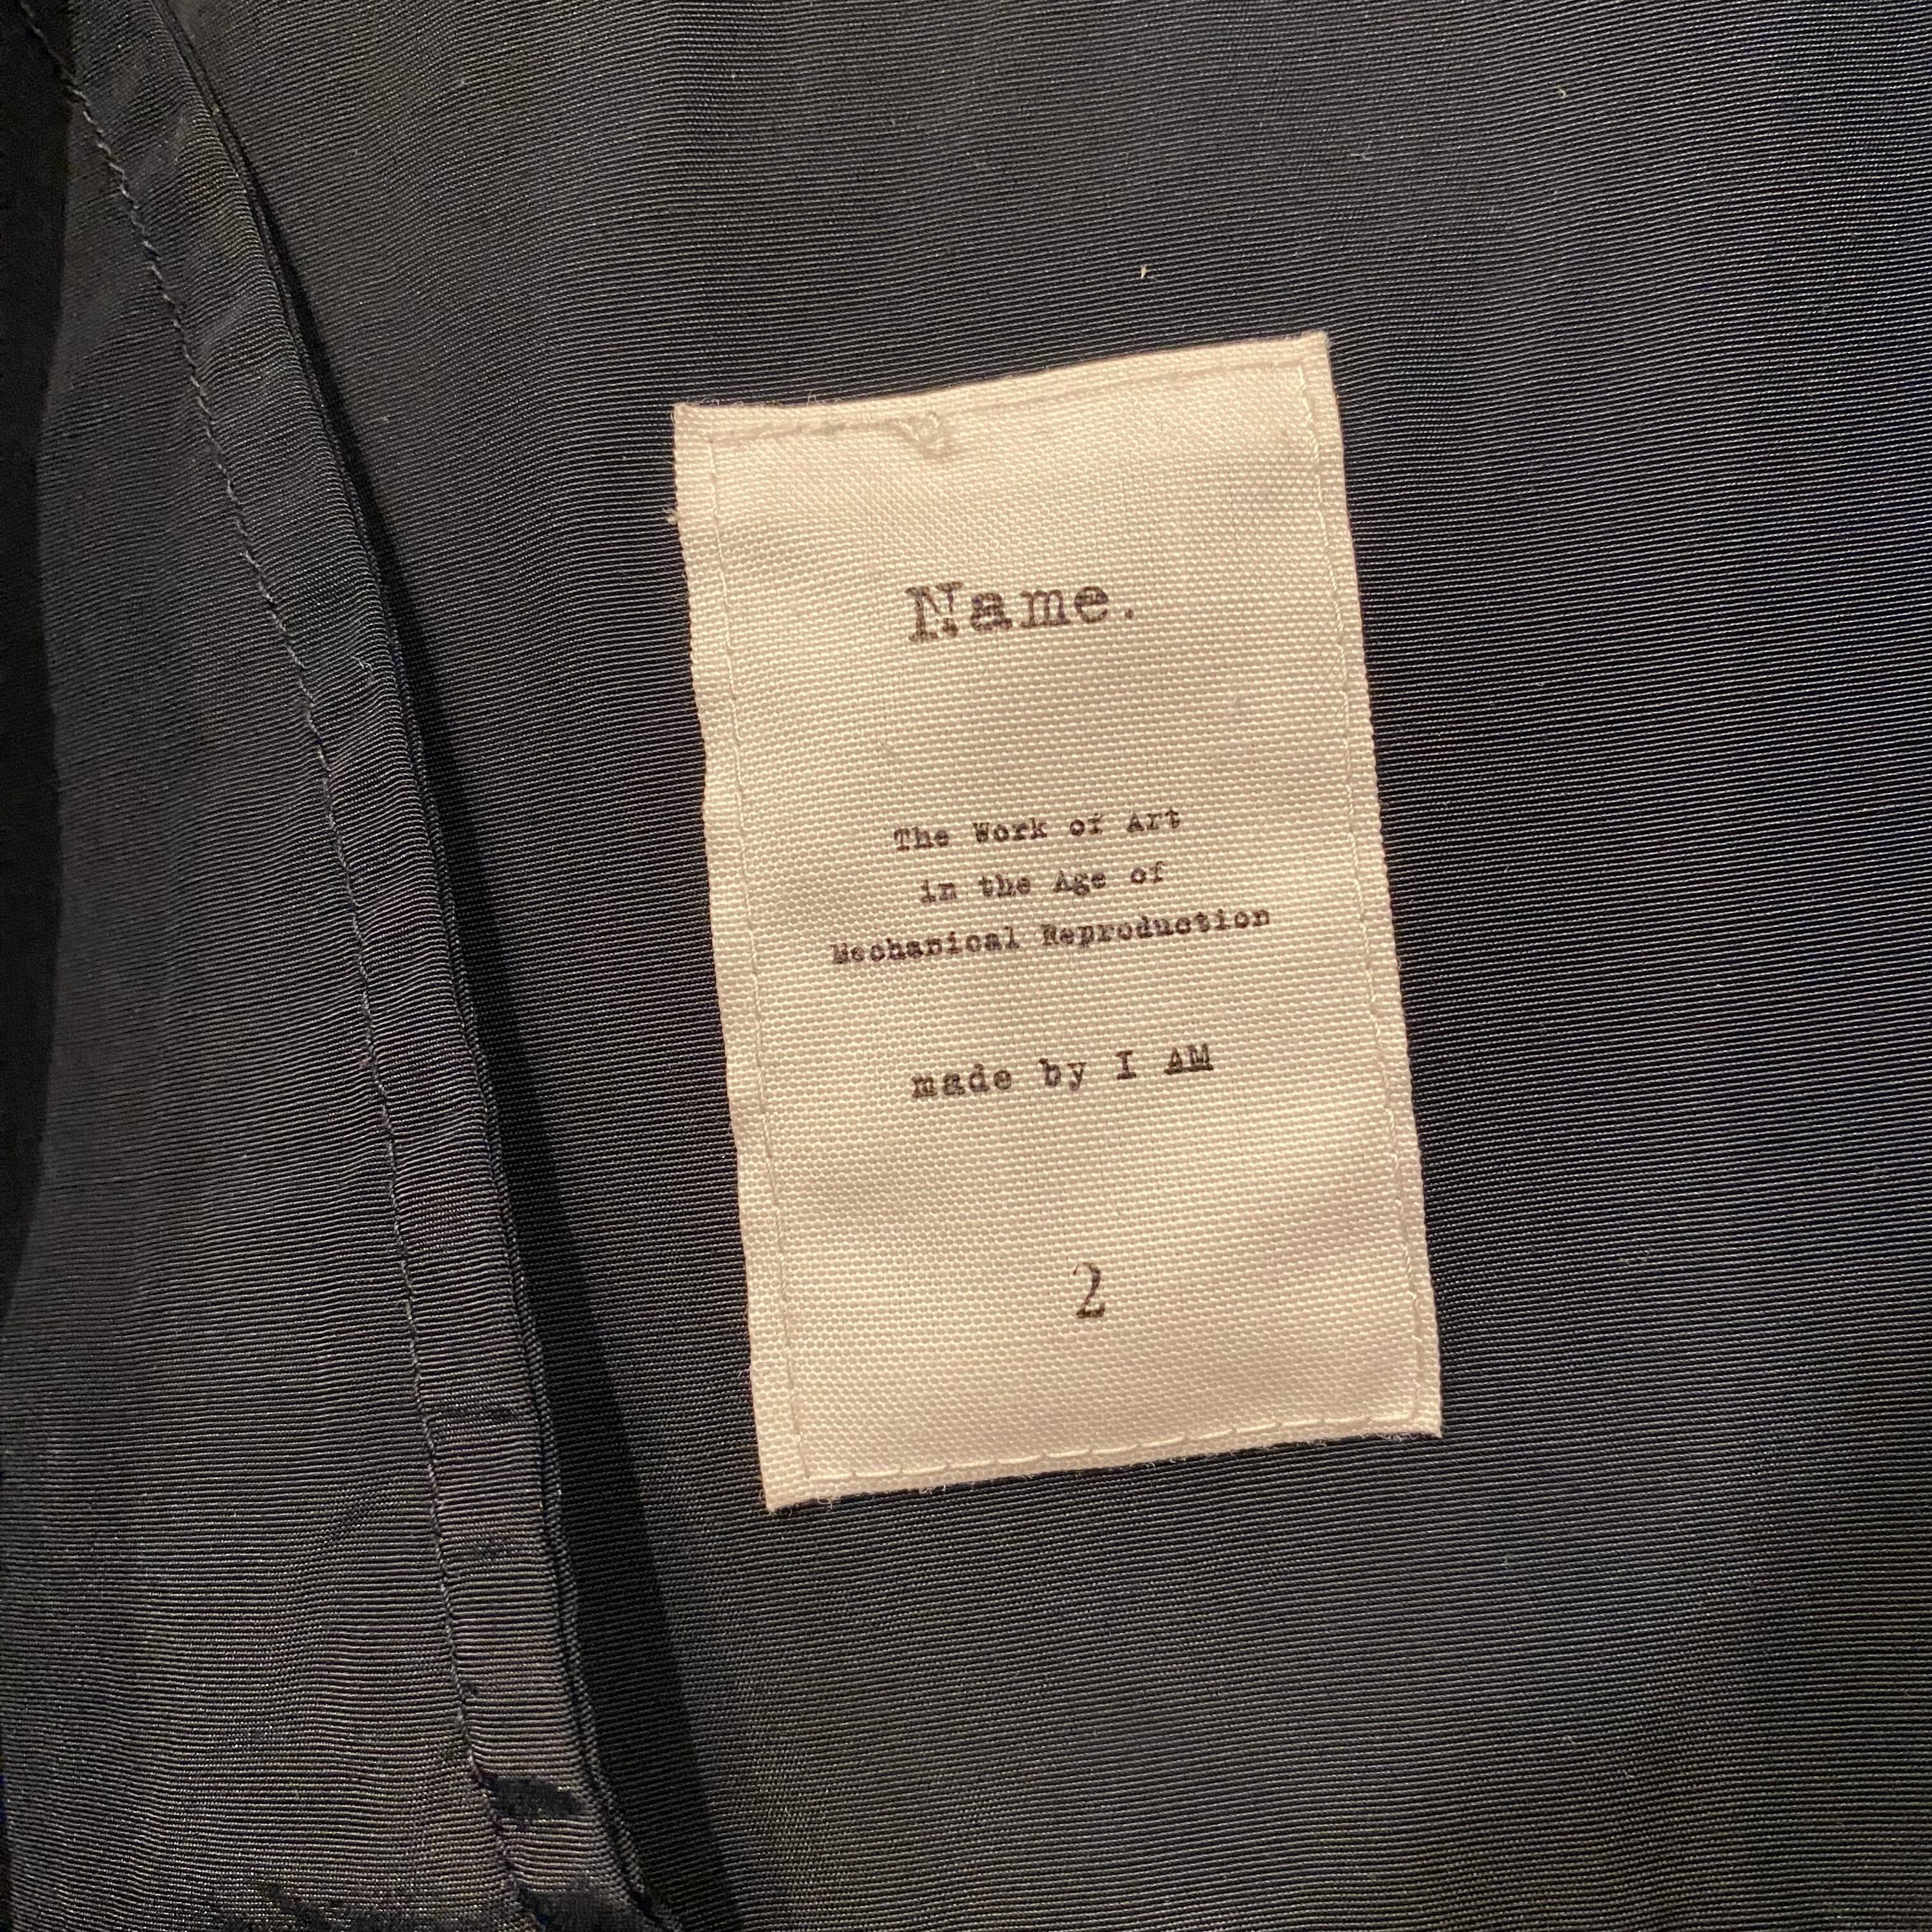 Name.
The Work of Art
in the Age of
Mechanical Reproduction
made by I AM
2